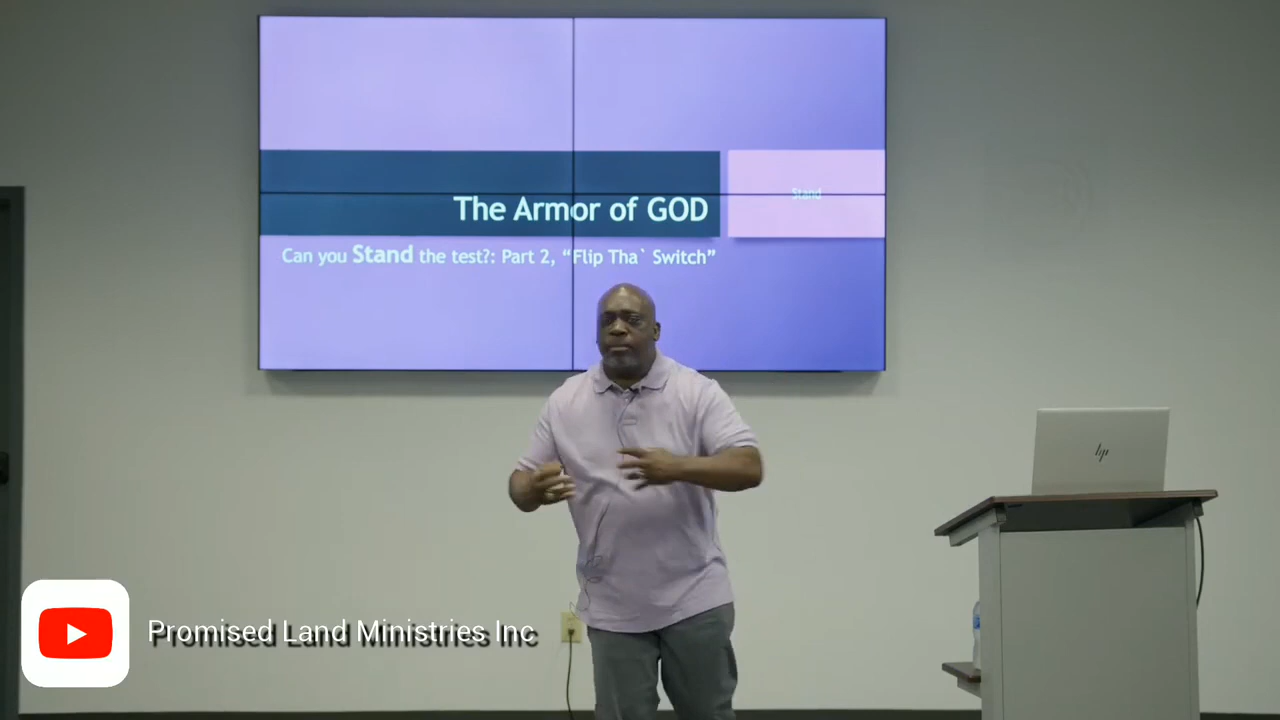 The Armor of GOD
Stand
Can you Stand the test?: Part 2, “Flip Tha` Switch”
hp
Promised Land Ministries Inc